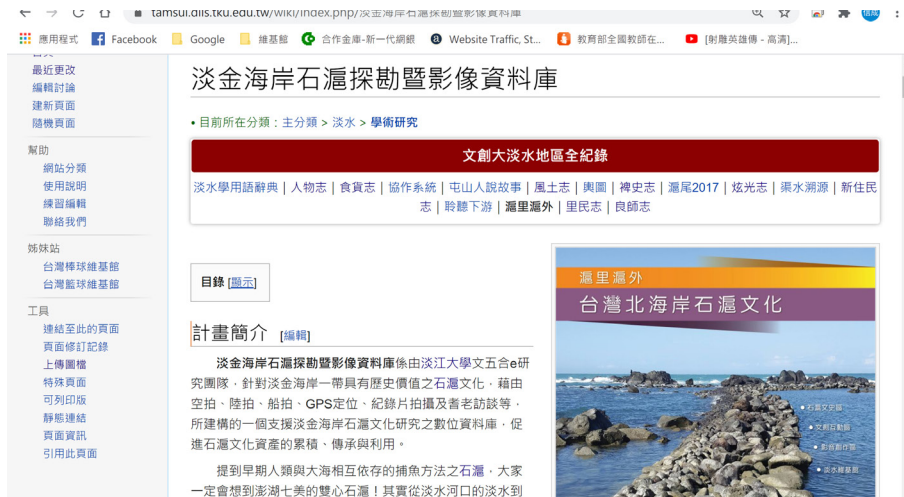 tamsui.dils.tku.edu.tw/wiki/index.php/淡金海岸石滬探勘暨影像資料庫
應用程式 Facebook Google 維基館 合作金庫-新一代網銀 Website Traffic, St... 教育部全國教師在... [射雕英雄傳 - 高清]...
最近更改
編輯討論
建新頁面
隨機頁面
幫助
網站分類
使用說明
練習編輯
聯絡我們
姊妹站
台灣棒球維基館
台灣籃球維基館
工具
連結至此的頁面
頁面修訂記錄
上傳圖檔
特殊頁面
可列印版
靜態連結
頁面資訊
引用此頁面
淡金海岸石滬探勘暨影像資料庫
• 目前所在分類：主分類 > 淡水 > 學術研究
文創大淡水地區全紀錄
淡水學用語辭典 | 人物志 | 食貨志 | 協作系統 | 屯山人說故事 | 風土志 | 輿圖 | 裨史志 | 滬尾2017 | 炫光志 | 渠水溯源 | 新住民
志 | 聆聽下游 | 滬里滬外 | 里民志 | 良師志
目錄 [顯示]
計畫簡介 [編輯]
淡金海岸石滬探勘暨影像資料庫係由淡江大學文五合e研
究團隊，針對淡金海岸一帶具有歷史價值之石滬文化，藉由
空拍、陸拍、船拍、GPS定位、紀錄片拍攝及耆老訪談等，
所建構的一個支援淡金海岸石滬文化研究之數位資料庫，促
進石滬文化資產的累積、傳承與利用。
提到早期人類與大海相互依存的捕魚方法之石滬，大家
一定會想到澎湖七美的雙心石滬！其實從淡水河口的淡水到
滬里滬外
台灣北海岸石滬文化
• 石滬文史區
• 文創石動館
• 影音創作區
• 淡水維基館